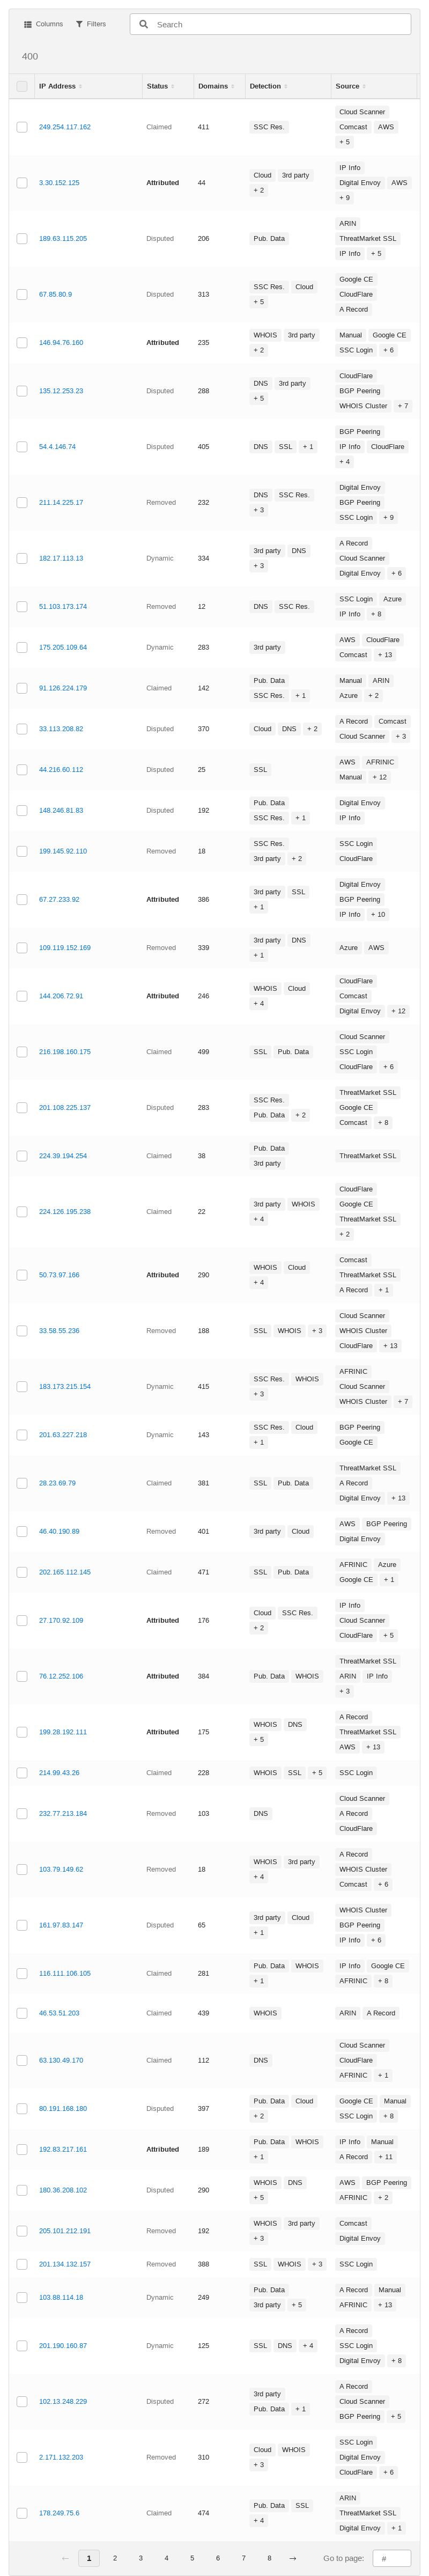 Columns Filters Search
400
IP Address Status Domains Detection Source
249.254.117.162 Claimed 411 SSC Res. Cloud Scanner Comcast AWS + 5
3.30.152.125 Attributed 44 Cloud 3rd party + 2 IP Info Digital Envoy AWS + 9
189.63.115.205 Disputed 206 Pub. Data ARIN ThreatMarket SSL IP Info + 5
67.85.80.9 Disputed 313 SSC Res. Cloud + 5 Google CE CloudFlare A Record
146.94.76.160 Attributed 235 WHOIS 3rd party + 2 Manual Google CE SSC Login + 6
135.12.253.23 Disputed 288 DNS 3rd party + 5 CloudFlare BGP Peering WHOIS Cluster + 7
54.4.146.74 Disputed 405 DNS SSL + 1 BGP Peering IP Info CloudFlare + 4
211.14.225.17 Removed 232 DNS SSC Res. + 3 Digital Envoy BGP Peering SSC Login + 9
182.17.113.13 Dynamic 334 3rd party DNS + 3 A Record Cloud Scanner Digital Envoy + 6
51.103.173.174 Removed 12 DNS SSC Res. SSC Login Azure IP Info + 8
175.205.109.64 Dynamic 283 3rd party AWS CloudFlare Comcast + 13
91.126.224.179 Claimed 142 Pub. Data SSC Res. + 1 Manual ARIN Azure + 2
33.113.208.82 Disputed 370 Cloud DNS + 2 A Record Comcast Cloud Scanner + 3
44.216.60.112 Disputed 25 SSL AWS AFRINIC Manual + 12
148.246.81.83 Disputed 192 Pub. Data SSC Res. + 1 Digital Envoy IP Info
199.145.92.110 Removed 18 SSC Res. 3rd party + 2 SSC Login CloudFlare
67.27.233.92 Attributed 386 3rd party SSL + 1 Digital Envoy BGP Peering IP Info + 10
109.119.152.169 Removed 339 3rd party DNS + 1 Azure AWS
144.206.72.91 Attributed 246 WHOIS Cloud + 4 CloudFlare Comcast Digital Envoy + 12
216.198.160.175 Claimed 499 SSL Pub. Data Cloud Scanner SSC Login CloudFlare + 6
201.108.225.137 Disputed 283 SSC Res. Pub. Data + 2 ThreatMarket SSL Google CE Comcast + 8
224.39.194.254 Claimed 38 Pub. Data 3rd party ThreatMarket SSL
224.126.195.238 Claimed 22 3rd party WHOIS + 4 CloudFlare Google CE ThreatMarket SSL + 2
50.73.97.166 Attributed 290 WHOIS Cloud + 4 Comcast ThreatMarket SSL A Record + 1
33.58.55.236 Removed 188 SSL WHOIS + 3 Cloud Scanner WHOIS Cluster CloudFlare + 13
183.173.215.154 Dynamic 415 SSC Res. WHOIS + 3 AFRINIC Cloud Scanner WHOIS Cluster + 7
201.63.227.218 Dynamic 143 SSC Res. Cloud + 1 BGP Peering Google CE
28.23.69.79 Claimed 381 SSL Pub. Data ThreatMarket SSL A Record Digital Envoy + 13
46.40.190.89 Removed 401 3rd party Cloud AWS BGP Peering Digital Envoy
202.165.112.145 Claimed 471 SSL Pub. Data AFRINIC Azure Google CE + 1
27.170.92.109 Attributed 176 Cloud SSC Res. + 2 IP Info Cloud Scanner CloudFlare + 5
76.12.252.106 Attributed 384 Pub. Data WHOIS ThreatMarket SSL ARIN IP Info + 3
199.28.192.111 Attributed 175 WHOIS DNS + 5 A Record ThreatMarket SSL AWS + 13
214.99.43.26 Claimed 228 WHOIS SSL + 5 SSC Login
232.77.213.184 Removed 103 DNS Cloud Scanner A Record CloudFlare
103.79.149.62 Removed 18 WHOIS 3rd party + 4 A Record WHOIS Cluster Comcast + 6
161.97.83.147 Disputed 65 3rd party Cloud + 1 WHOIS Cluster BGP Peering IP Info + 6
116.111.106.105 Claimed 281 Pub. Data WHOIS + 1 IP Info Google CE AFRINIC + 8
46.53.51.203 Claimed 439 WHOIS ARIN A Record
63.130.49.170 Claimed 112 DNS Cloud Scanner CloudFlare AFRINIC + 1
80.191.168.180 Disputed 397 Pub. Data Cloud + 2 Google CE Manual SSC Login + 8
192.83.217.161 Attributed 189 Pub. Data WHOIS + 1 IP Info Manual A Record + 11
180.36.208.102 Disputed 290 WHOIS DNS + 5 AWS BGP Peering AFRINIC + 2
205.101.212.191 Removed 192 WHOIS 3rd party + 3 Comcast Digital Envoy
201.134.132.157 Removed 388 SSL WHOIS + 3 SSC Login
103.88.114.18 Dynamic 249 Pub. Data 3rd party + 5 A Record Manual AFRINIC + 13
201.190.160.87 Dynamic 125 SSL DNS + 4 A Record SSC Login Digital Envoy + 8
102.13.248.229 Disputed 272 3rd party Pub. Data + 1 A Record Cloud Scanner BGP Peering + 5
2.171.132.203 Removed 310 Cloud WHOIS + 3 SSC Login Digital Envoy CloudFlare + 6
178.249.75.6 Claimed 474 Pub. Data SSL + 4 ARIN ThreatMarket SSL Digital Envoy + 1
← 1 2 3 4 5 6 7 8 → Go to page: #